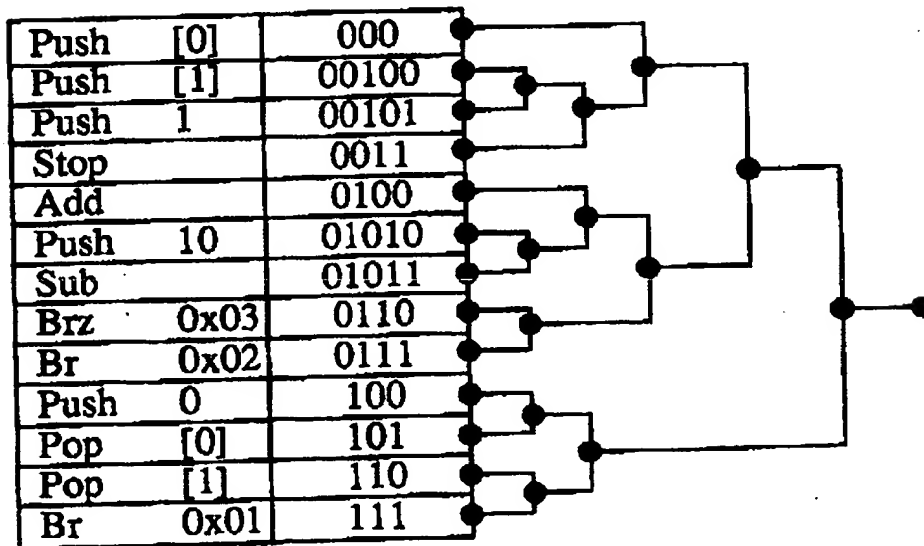 Push [0] 000
Push [1] 00100
Push 1 00101
Stop 0011
Add 0100
Push 10 01010
Sub 01011
Brz 0x03 0110
Br 0x02 0111
Push 0 100
Pop [0] 101
Pop [1] 110
Br 0x01 111